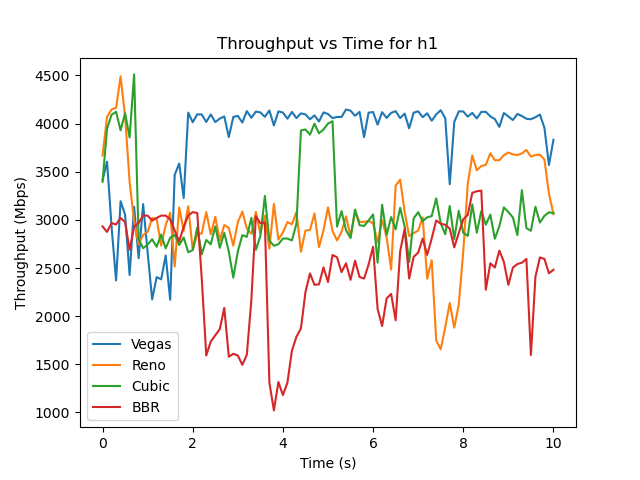 Throughput vs Time for h1
Throughput (Mbps)
4500
4000
3500
3000
2500
2000
1500
1000
Vegas
Reno
Cubic
BBR
0 2 4 6 8 10
Time (s)